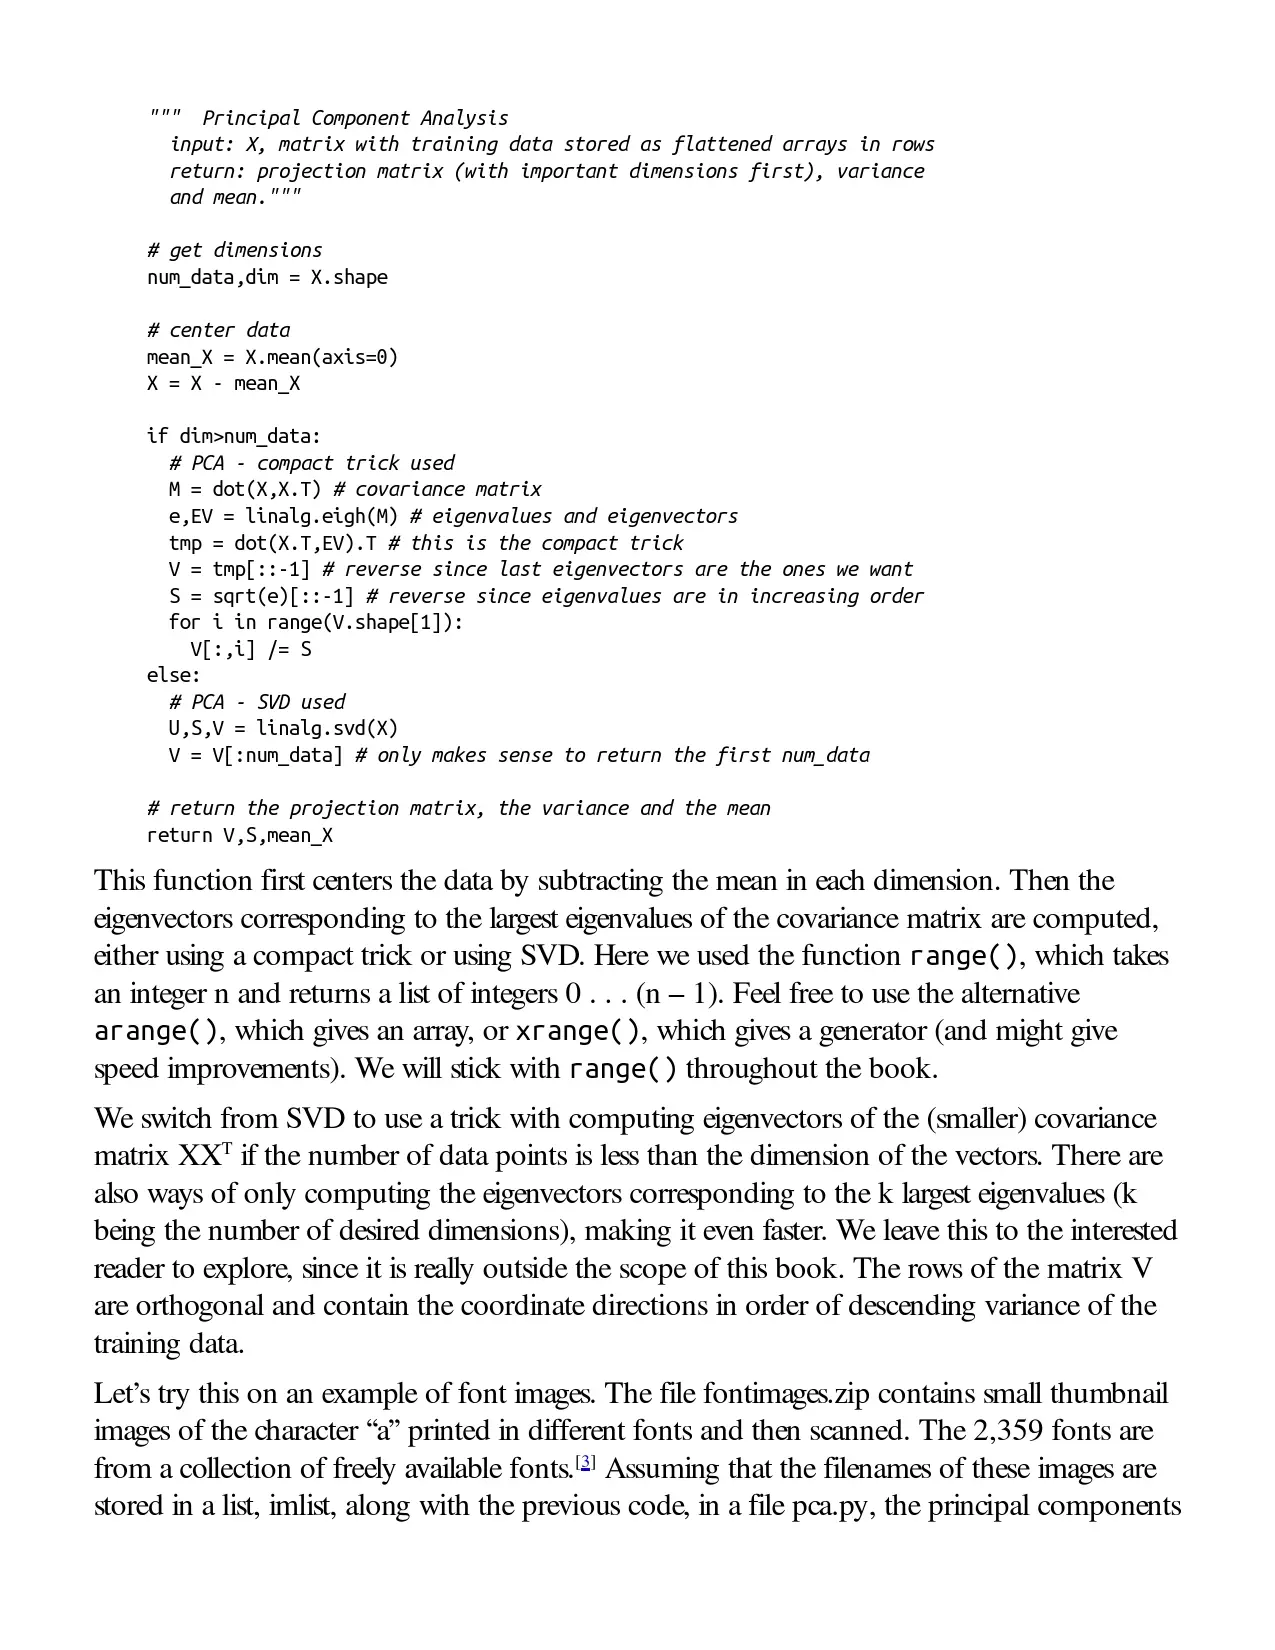 """  Principal Component Analysis
  input: X, matrix with training data stored as flattened arrays in rows
  return: projection matrix (with important dimensions first), variance
  and mean."""

# get dimensions
num_data,dim = X.shape

# center data
mean_X = X.mean(axis=0)
X = X - mean_X

if dim>num_data:
  # PCA - compact trick used
  M = dot(X,X.T) # covariance matrix
  e,EV = linalg.eigh(M) # eigenvalues and eigenvectors
  tmp = dot(X.T,EV).T # this is the compact trick
  V = tmp[::-1] # reverse since last eigenvectors are the ones we want
  S = sqrt(e)[::-1] # reverse since eigenvalues are in increasing order
  for i in range(V.shape[1]):
    V[:,i] /= S
else:
  # PCA - SVD used
  U,S,V = linalg.svd(X)
  V = V[:num_data] # only makes sense to return the first num_data

# return the projection matrix, the variance and the mean
return V,S,mean_X
This function first centers the data by subtracting the mean in each dimension. Then the
eigenvectors corresponding to the largest eigenvalues of the covariance matrix are computed,
either using a compact trick or using SVD. Here we used the function range(), which takes
an integer n and returns a list of integers 0 . . . (n – 1). Feel free to use the alternative
arange(), which gives an array, or xrange(), which gives a generator (and might give
speed improvements). We will stick with range() throughout the book.
We switch from SVD to use a trick with computing eigenvectors of the (smaller) covariance
matrix XXᵀ if the number of data points is less than the dimension of the vectors. There are
also ways of only computing the eigenvectors corresponding to the k largest eigenvalues (k
being the number of desired dimensions), making it even faster. We leave this to the interested
reader to explore, since it is really outside the scope of this book. The rows of the matrix V
are orthogonal and contain the coordinate directions in order of descending variance of the
training data.
Let’s try this on an example of font images. The file fontimages.zip contains small thumbnail
images of the character “a” printed in different fonts and then scanned. The 2,359 fonts are
from a collection of freely available fonts.[3] Assuming that the filenames of these images are
stored in a list, imlist, along with the previous code, in a file pca.py, the principal components